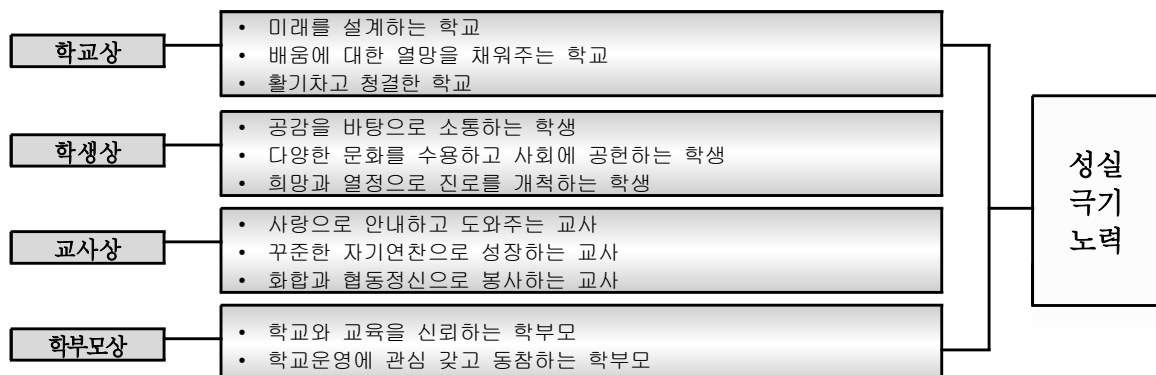 학교상
• 미래를 설계하는 학교
• 배움에 대한 열망을 채워주는 학교
• 활기차고 청결한 학교
학생상
• 공감을 바탕으로 소통하는 학생
• 다양한 문화를 수용하고 사회에 공헌하는 학생
• 희망과 열정으로 진로를 개척하는 학생
교사상
• 사랑으로 안내하고 도와주는 교사
• 꾸준한 자기연찬으로 성장하는 교사
• 화합과 협동정신으로 봉사하는 교사
학부모상
• 학교와 교육을 신뢰하는 학부모
• 학교운영에 관심 갖고 동참하는 학부모
성실
극기
노력